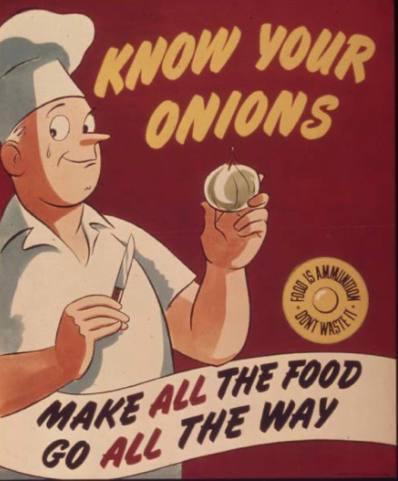 KNOW YOUR
ONIONS
FOOD IS AMMUNITION
DON'T WASTE IT
MAKE ALL THE FOOD
GO ALL THE WAY